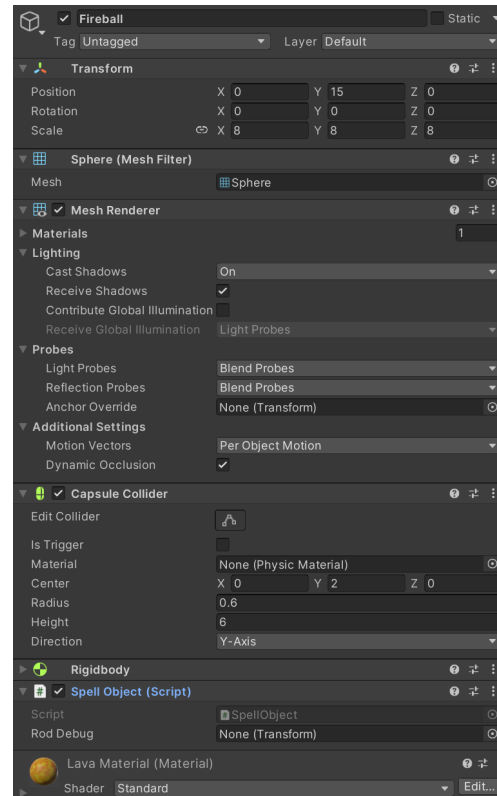 Fireball Static
Tag Untagged Layer Default
Transform
Position X 0 Y 15 Z 0
Rotation X 0 Y 0 Z 0
Scale X 8 Y 8 Z 8
Sphere (Mesh Filter)
Mesh Sphere
Mesh Renderer
Materials 1
Lighting
Cast Shadows On
Receive Shadows
Contribute Global Illumination
Receive Global Illumination Light Probes
Probes
Light Probes Blend Probes
Reflection Probes Blend Probes
Anchor Override None (Transform)
Additional Settings
Motion Vectors Per Object Motion
Dynamic Occlusion
Capsule Collider
Edit Collider
Is Trigger
Material None (Physic Material)
Center X 0 Y 2 Z 0
Radius 0.6
Height 6
Direction Y-Axis
Rigidbody
# Spell Object (Script)
Script SpellObject
Rod Debug None (Transform)
Lava Material (Material)
Shader Standard Edit...